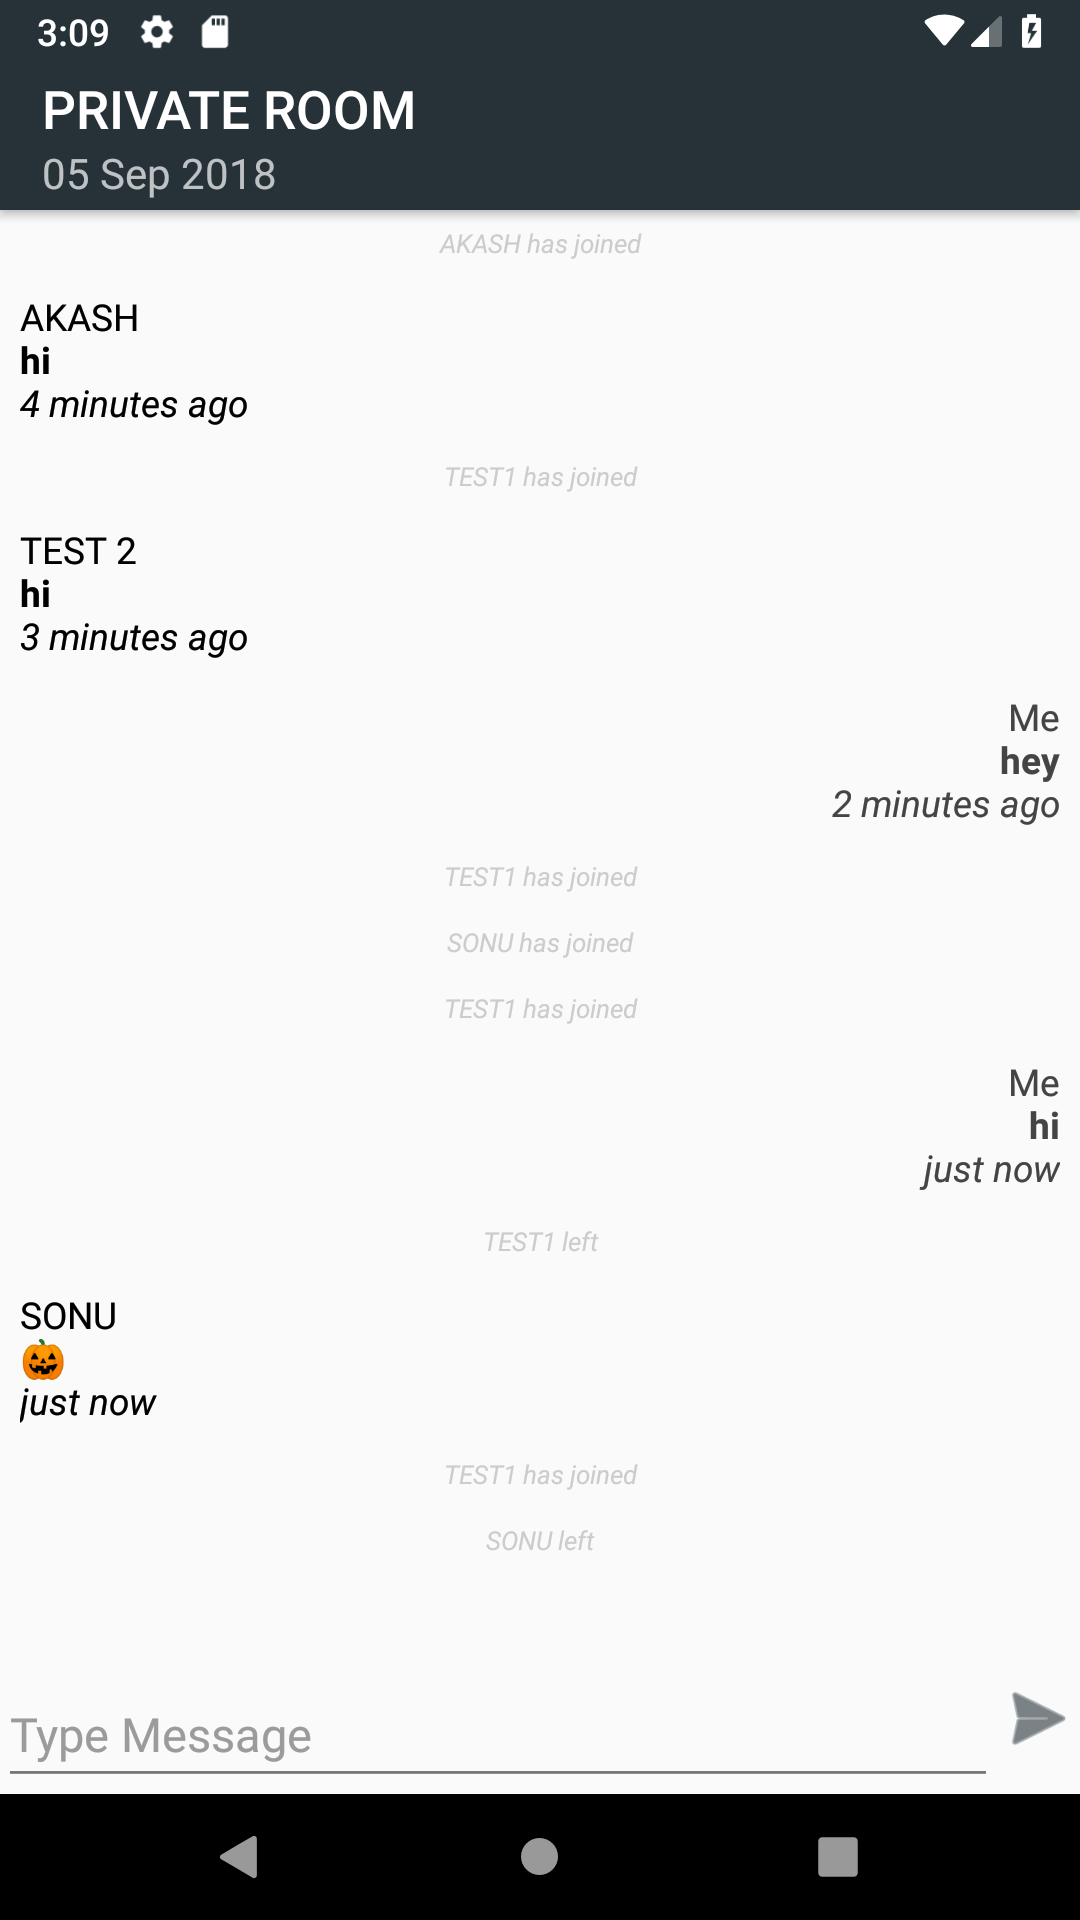 3:09
PRIVATE ROOM
05 Sep 2018
AKASH has joined
AKASH
hi
4 minutes ago
TEST1 has joined
TEST 2
hi
3 minutes ago
Me
hey
2 minutes ago
TEST1 has joined
SONU has joined
TEST1 has joined
Me
hi
just now
TEST1 left
SONU
🎃
just now
TEST1 has joined
SONU left
Type Message